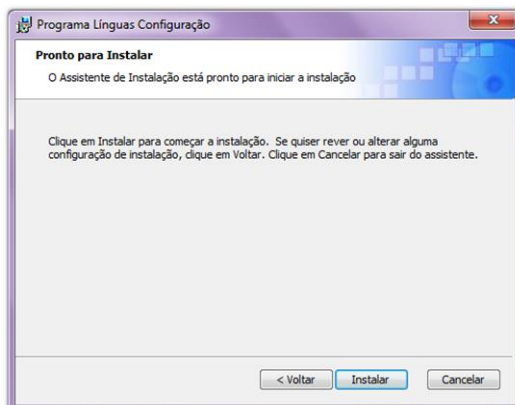 Programa Línguas Configuração
Pronto para Instalar
O Assistente de Instalação está pronto para iniciar a instalação
Clique em Instalar para começar a instalação. Se quiser rever ou alterar alguma
configuração de instalação, clique em Voltar. Clique em Cancelar para sair do assistente.
< Voltar Instalar Cancelar